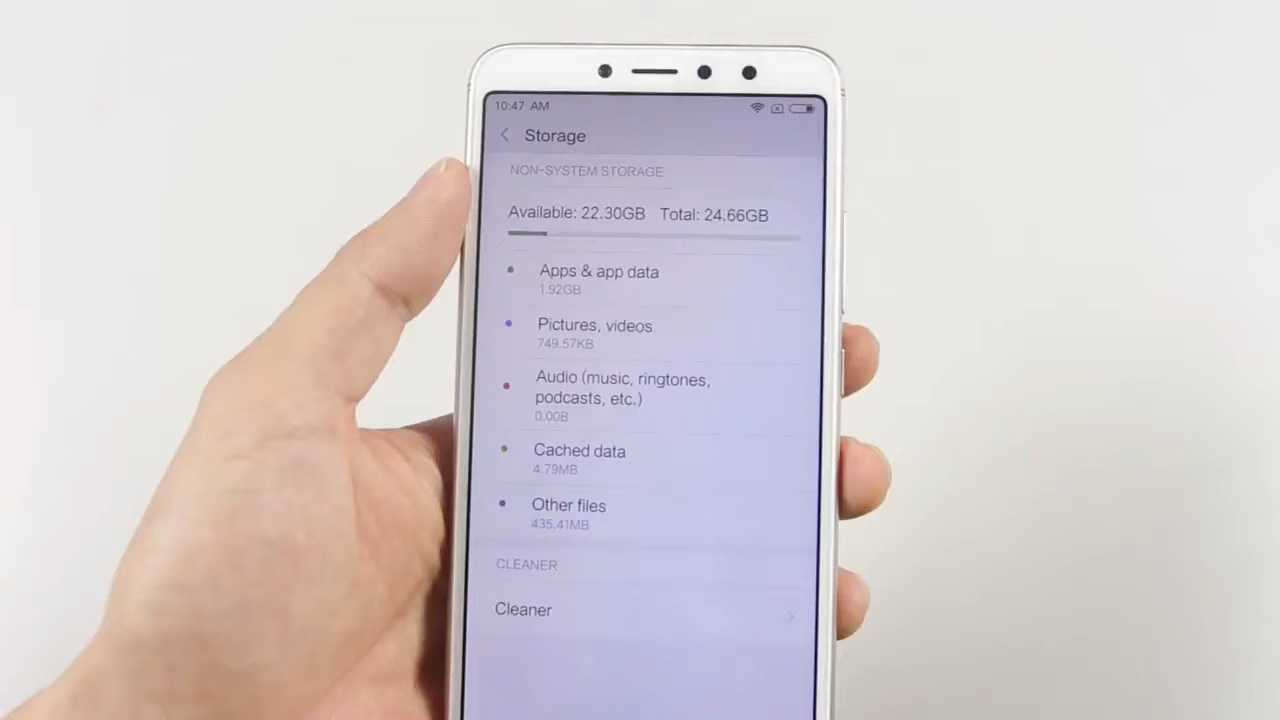 10:47 AM
Storage
NON-SYSTEM STORAGE
Available: 22.30GB Total: 24.66GB
Apps & app data
1.92GB
Pictures, videos
749.57KB
Audio (music, ringtones,
podcasts, etc.)
0.00B
Cached data
4.79MB
Other files
435.41MB
CLEANER
Cleaner